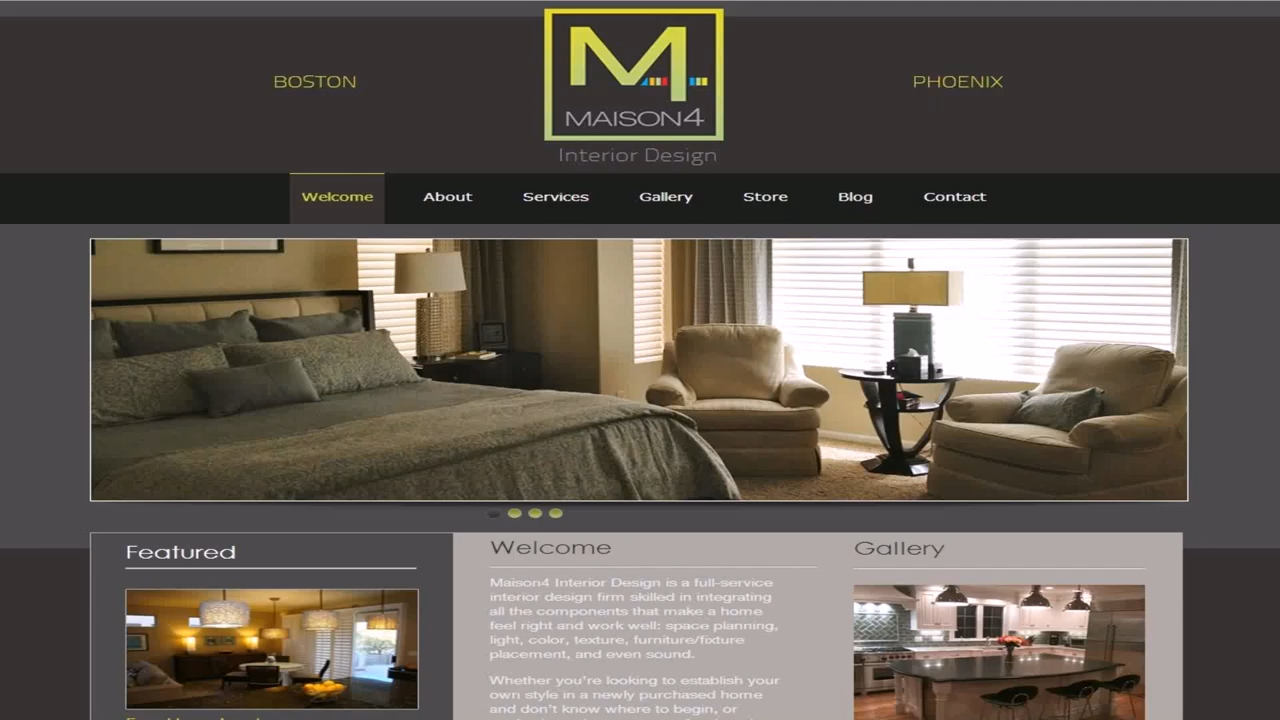 BOSTON
M4
MAISON4
Interior Design
PHOENIX
Welcome
About
Services
Gallery
Store
Blog
Contact
Featured
Welcome
Maison4 Interior Design is a full-service
interior design firm skilled in integrating
all the components that make a home
feel right and work well: space planning,
light, color, texture, furniture/fixture
placement, and even sound.
Whether you're looking to establish your
own style in a newly purchased home
and don't know where to begin, or
Gallery